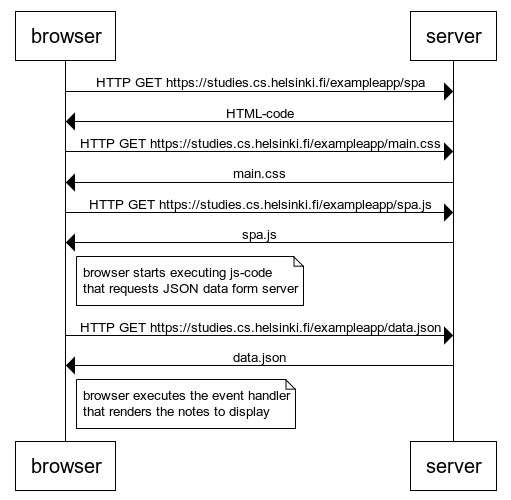 browser
server
HTTP GET https://studies.cs.helsinki.fi/exampleapp/spa
HTML-code
HTTP GET https://studies.cs.helsinki.fi/exampleapp/main.css
main.css
HTTP GET https://studies.cs.helsinki.fi/exampleapp/spa.js
spa.js
browser starts executing js-code
that requests JSON data form server
HTTP GET https://studies.cs.helsinki.fi/exampleapp/data.json
data.json
browser executes the event handler
that renders the notes to display
browser
server